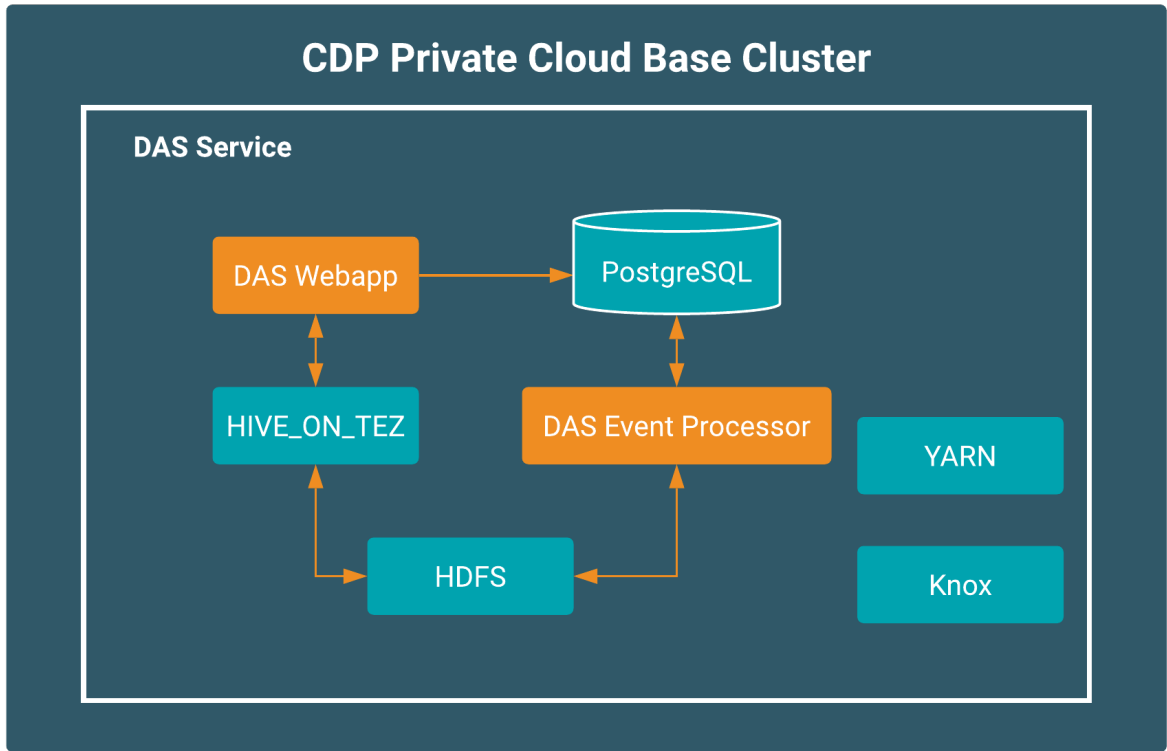 CDP Private Cloud Base Cluster
DAS Service
DAS Webapp
PostgreSQL
HIVE_ON_TEZ
DAS Event Processor
YARN
HDFS
Knox